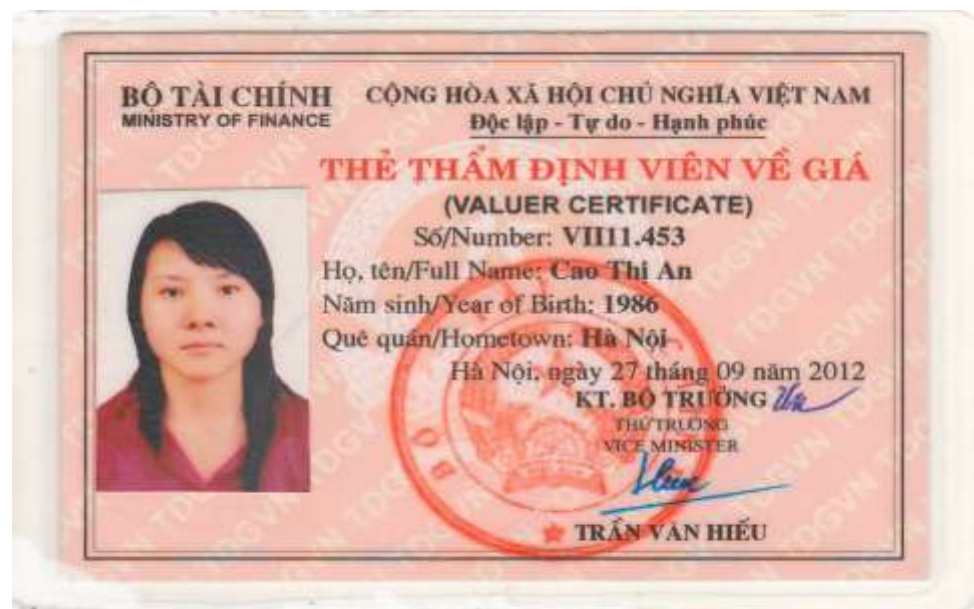 BỘ TÀI CHÍNH
MINISTRY OF FINANCE
CỘNG HÒA XÃ HỘI CHỦ NGHĨA VIỆT NAM
Độc lập - Tự do - Hạnh phúc
THẺ THẨM ĐỊNH VIÊN VỀ GIÁ
(VALUER CERTIFICATE)
Số/Number: VII11.453
Họ, tên/Full Name: Cao Thị An
Năm sinh/Year of Birth: 1986
Quê quán/Hometown: Hà Nội
Hà Nội, ngày 27 tháng 09 năm 2012
KT. BỘ TRƯỞNG
THỨ TRƯỞNG
VICE MINISTER
TRẦN VĂN HIẾU